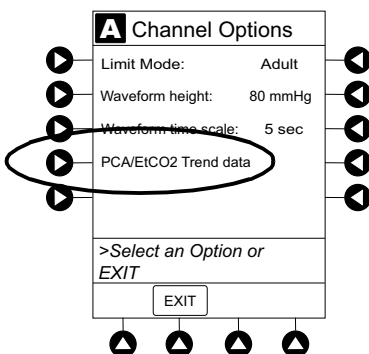 A Channel Options
Limit Mode: Adult
Waveform height: 80 mmHg
Waveform time scale: 5 sec
PCA/EtCO2 Trend data
>Select an Option or
EXIT
EXIT